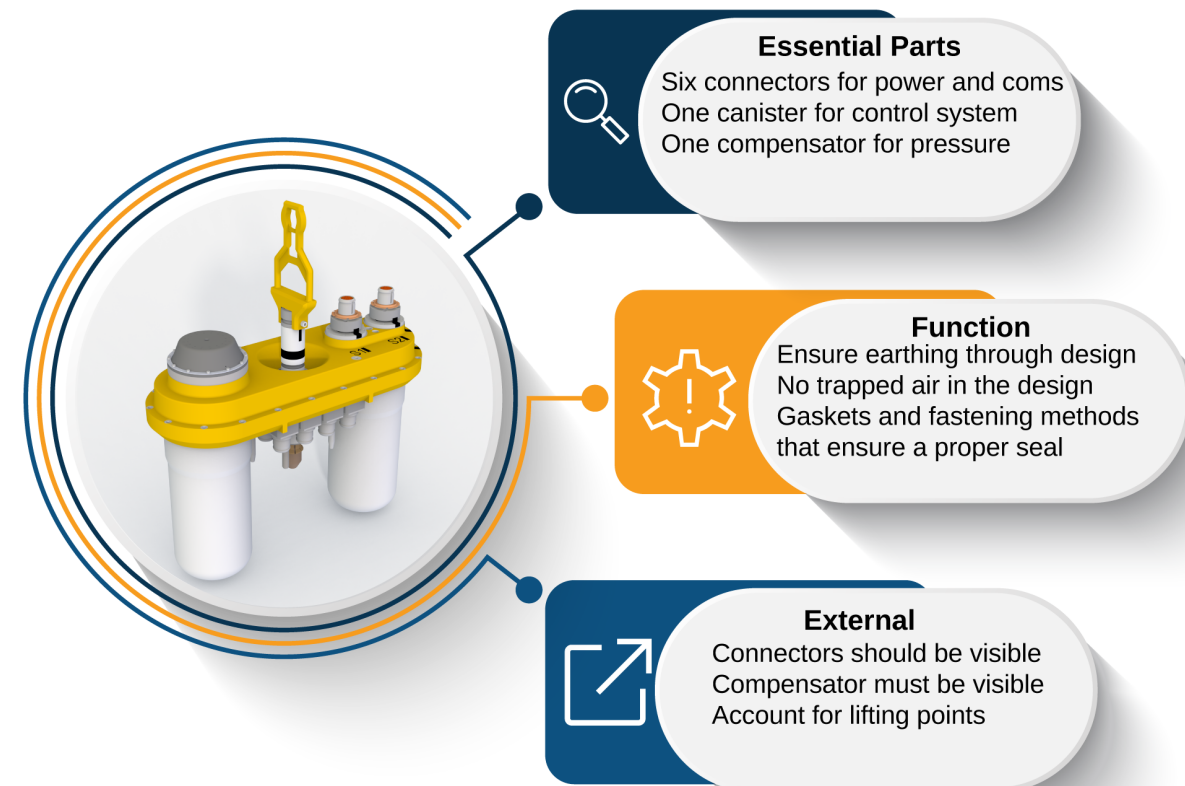 Essential Parts
Six connectors for power and coms
One canister for control system
One compensator for pressure
S1
S2
Function
Ensure earthing through design
No trapped air in the design
Gaskets and fastening methods
that ensure a proper seal
External
Connectors should be visible
Compensator must be visible
Account for lifting points